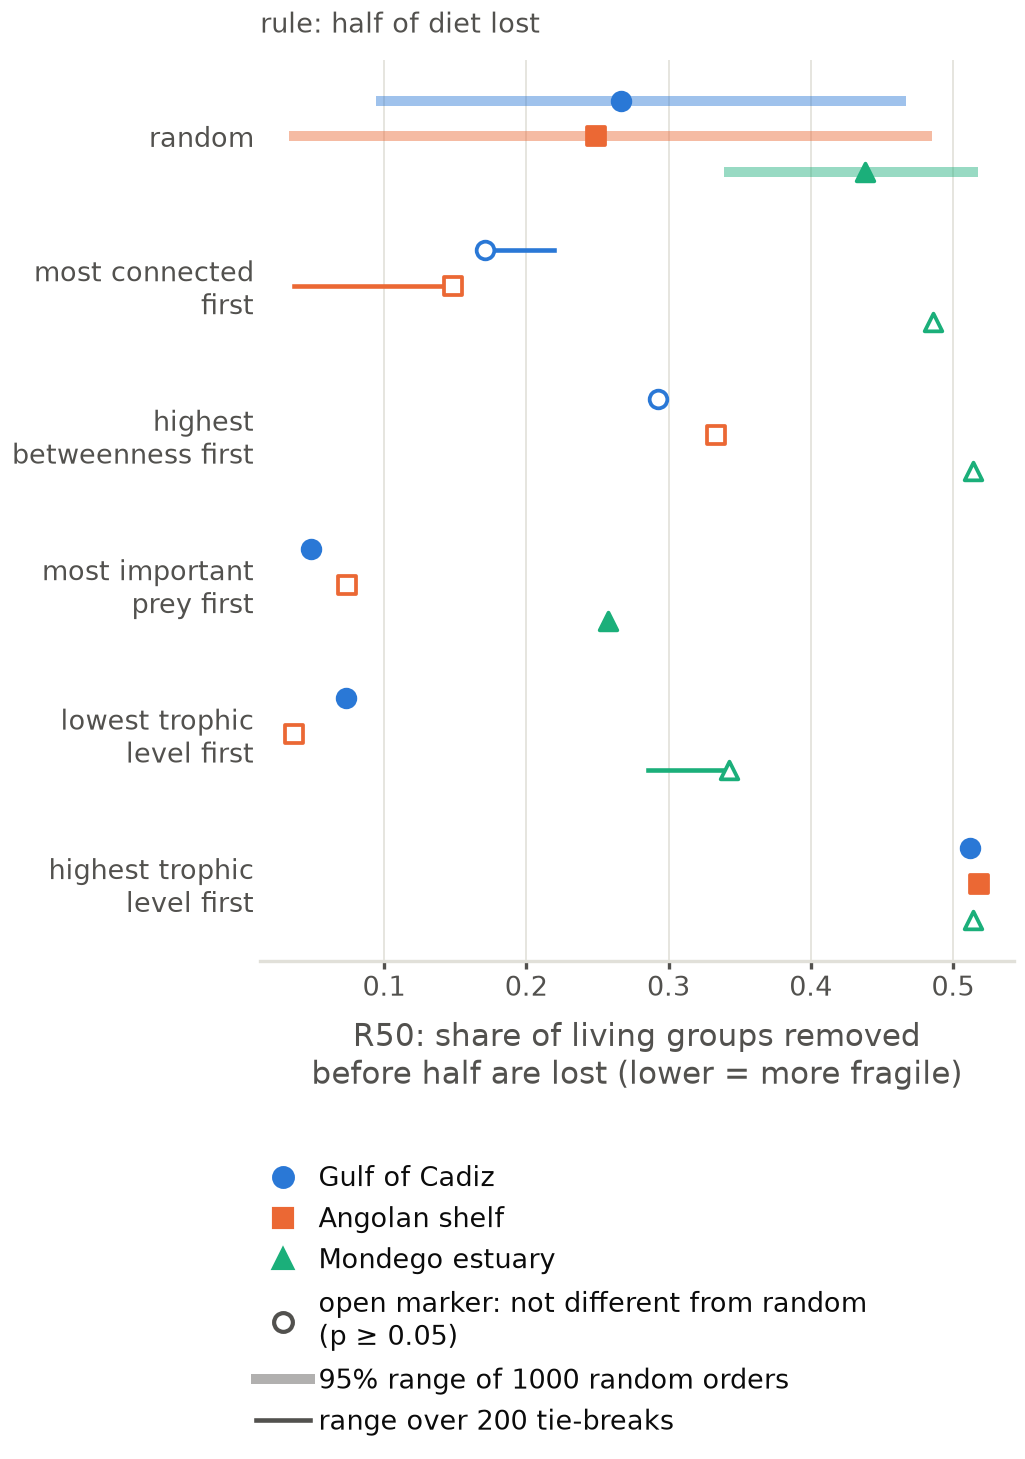 rule: half of diet lost
random
most connected
first
highest
betweenness first
most important
prey first
lowest trophic
level first
highest trophic
level first
0.1 0.2 0.3 0.4 0.5
R50: share of living groups removed
before half are lost (lower = more fragile)
Gulf of Cadiz
Angolan shelf
Mondego estuary
open marker: not different from random
(p ≥ 0.05)
95% range of 1000 random orders
range over 200 tie-breaks